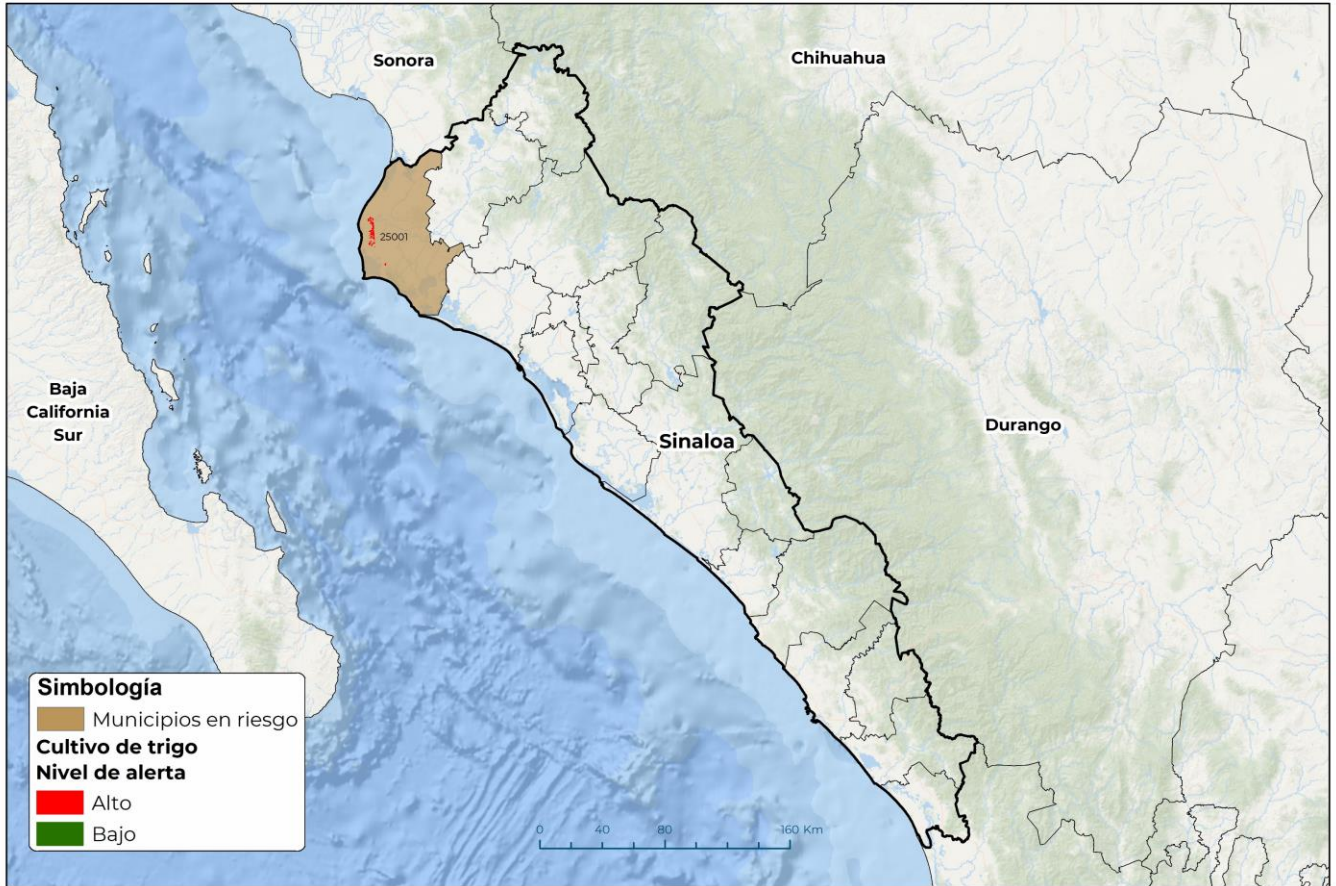 Sonora
Chihuahua
25001
Baja
California
Sur
Sinaloa
Durango
Simbología
Municipios en riesgo
Cultivo de trigo
Nivel de alerta
Alto
Bajo
0 40 80 160 Km